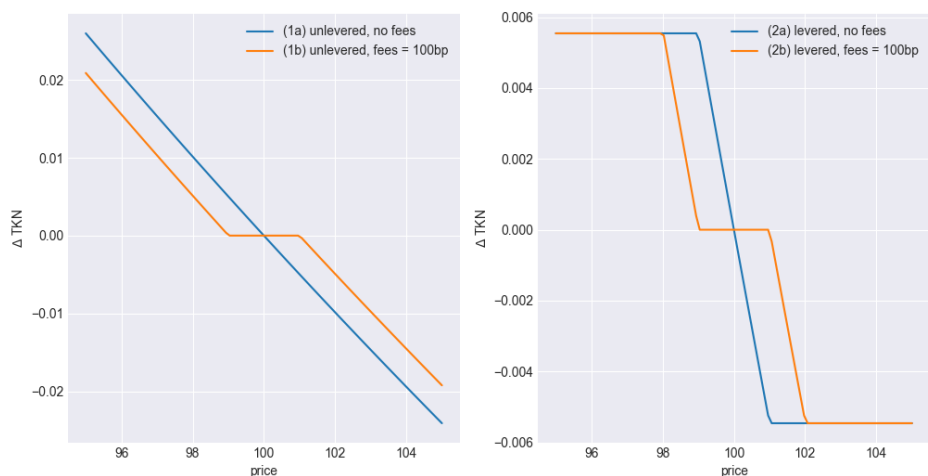 (1a) unlevered, no fees
(1b) unlevered, fees = 100bp
0.02
0.01
0.00
−0.01
−0.02
Δ TKN
96 98 100 102 104
price
(2a) levered, no fees
(2b) levered, fees = 100bp
0.006
0.004
0.002
0.000
−0.002
−0.004
−0.006
Δ TKN
96 98 100 102 104
price